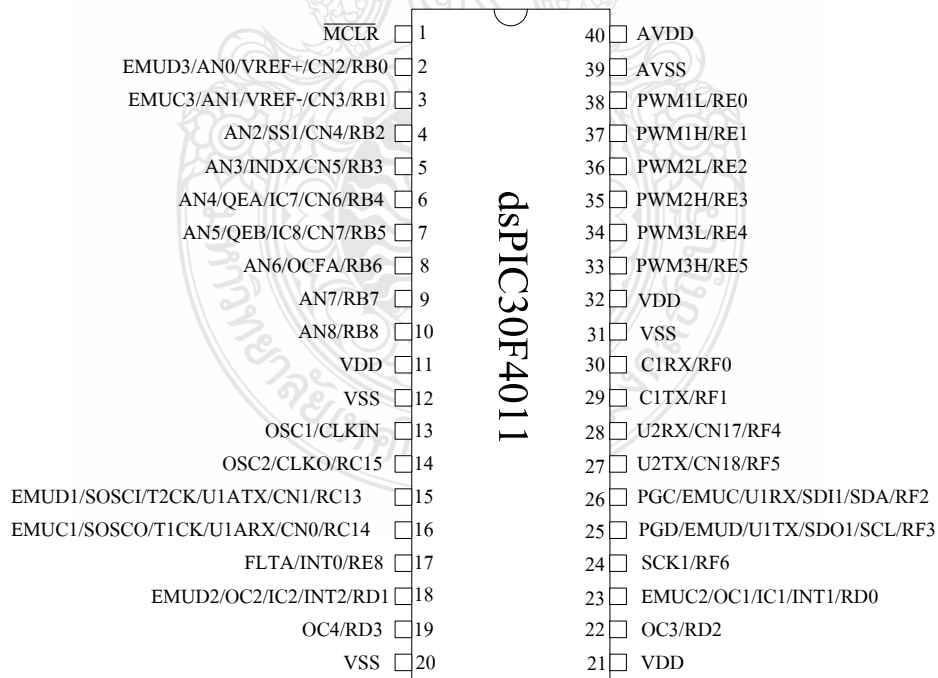 MCLR 1
EMUD3/AN0/VREF+/CN2/RB0 2
EMUC3/AN1/VREF-/CN3/RB1 3
AN2/SS1/CN4/RB2 4
AN3/INDX/CN5/RB3 5
AN4/QEA/IC7/CN6/RB4 6
AN5/QEB/IC8/CN7/RB5 7
AN6/OCFA/RB6 8
AN7/RB7 9
AN8/RB8 10
VDD 11
VSS 12
OSC1/CLKIN 13
OSC2/CLKO/RC15 14
EMUD1/SOSCI/T2CK/U1ATX/CN1/RC13 15
EMUC1/SOSCO/T1CK/U1ARX/CN0/RC14 16
FLTA/INT0/RE8 17
EMUD2/OC2/IC2/INT2/RD1 18
OC4/RD3 19
VSS 20
dsPIC30F4011
40 AVDD
39 AVSS
38 PWM1L/RE0
37 PWM1H/RE1
36 PWM2L/RE2
35 PWM2H/RE3
34 PWM3L/RE4
33 PWM3H/RE5
32 VDD
31 VSS
30 C1RX/RF0
29 C1TX/RF1
28 U2RX/CN17/RF4
27 U2TX/CN18/RF5
26 PGC/EMUC/U1RX/SDI1/SDA/RF2
25 PGD/EMUD/U1TX/SDO1/SCL/RF3
24 SCK1/RF6
23 EMUC2/OC1/IC1/INT1/RD0
22 OC3/RD2
21 VDD